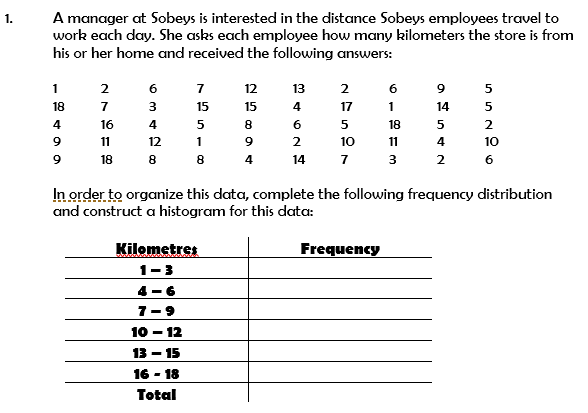 1. A manager at Sobeys is interested in the distance Sobeys employees travel to
work each day. She asks each employee how many kilometers the store is from
his or her home and received the following answers:
1 2 6 7 12 13 2 6 9 5
18 7 3 15 15 4 17 1 14 5
4 16 4 5 8 6 5 18 5 2
9 11 12 1 9 2 10 11 4 10
9 18 8 8 4 14 7 3 2 6
In order to organize this data, complete the following frequency distribution
and construct a histogram for this data:
Kilometres Frequency
1 – 3
4 – 6
7 – 9
10 – 12
13 – 15
16 - 18
Total